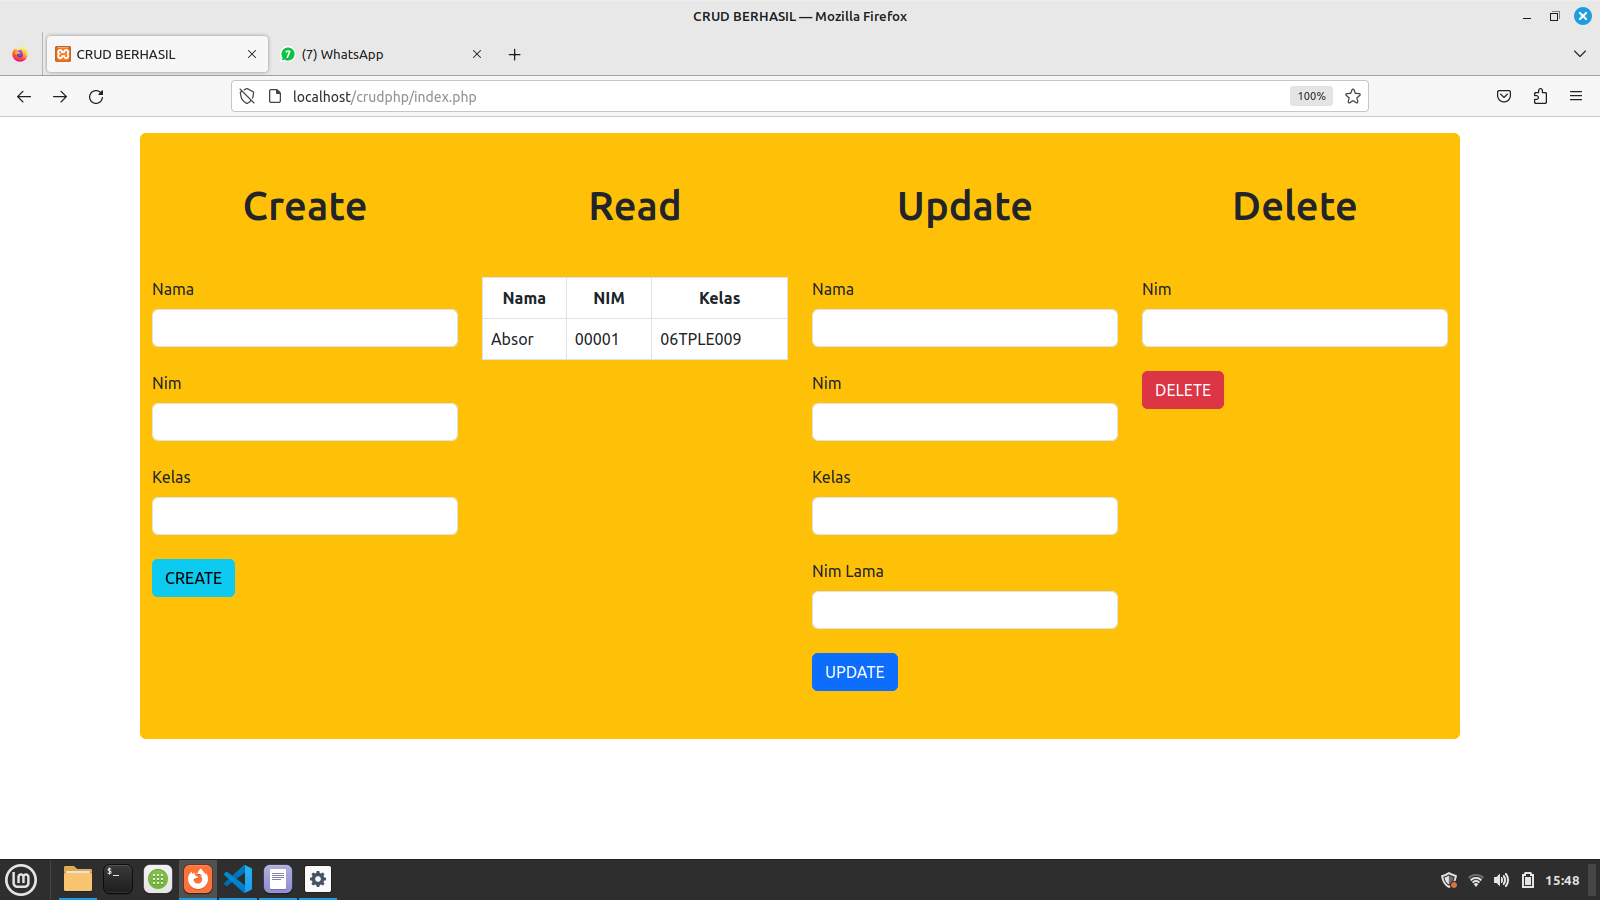 CRUD BERHASIL — Mozilla Firefox
CRUD BERHASIL
(7) WhatsApp
localhost/crudphp/index.php
100%
Create
Read
Update
Delete
Nama
Nim
Kelas
CREATE
Nama NIM Kelas
Absor 00001 06TPLE009
Nama
Nim
Kelas
Nim Lama
UPDATE
Nim
DELETE
15:48